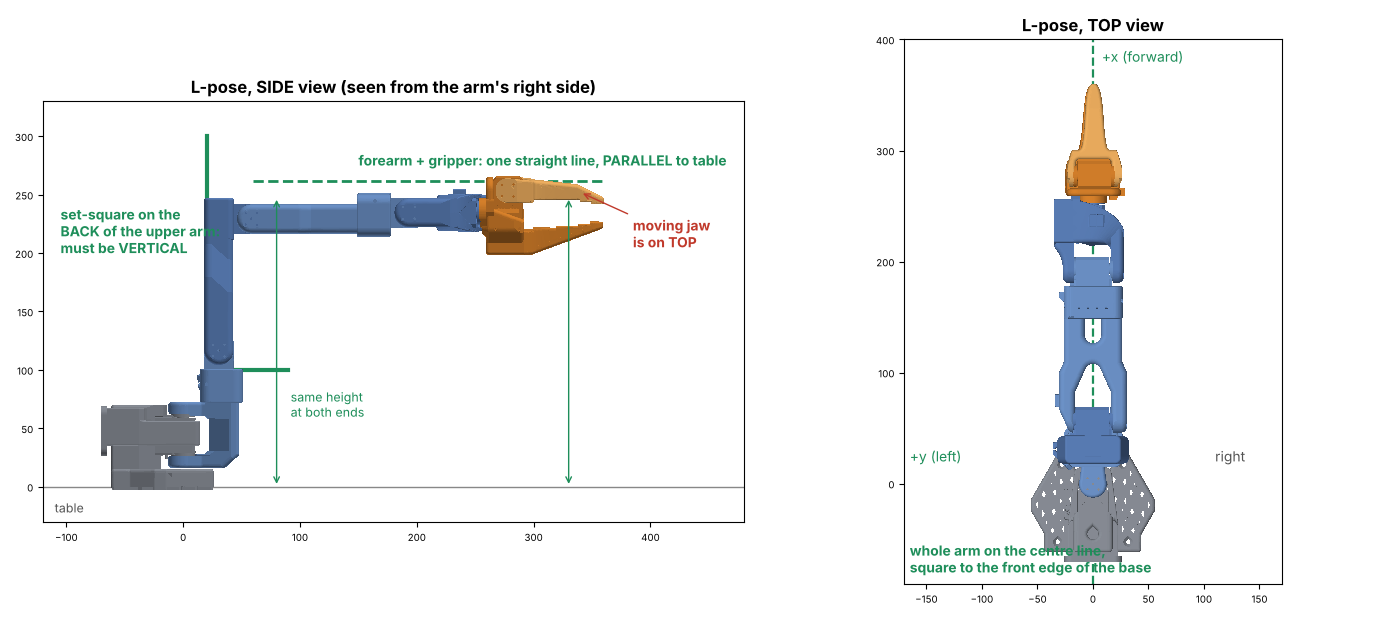 L-pose, SIDE view (seen from the arm's right side)
300
250
200
150
100
50
0
forearm + gripper: one straight line, PARALLEL to table
set-square on the
BACK of the upper arm
must be VERTICAL
moving jaw
is on TOP
same height
at both ends
table
−100
0
100
200
300
400
L-pose, TOP view
400
300
200
100
0
+x (forward)
+y (left)
right
whole arm on the centre line,
square to the front edge of the base
−150
−100
−50
0
50
100
150